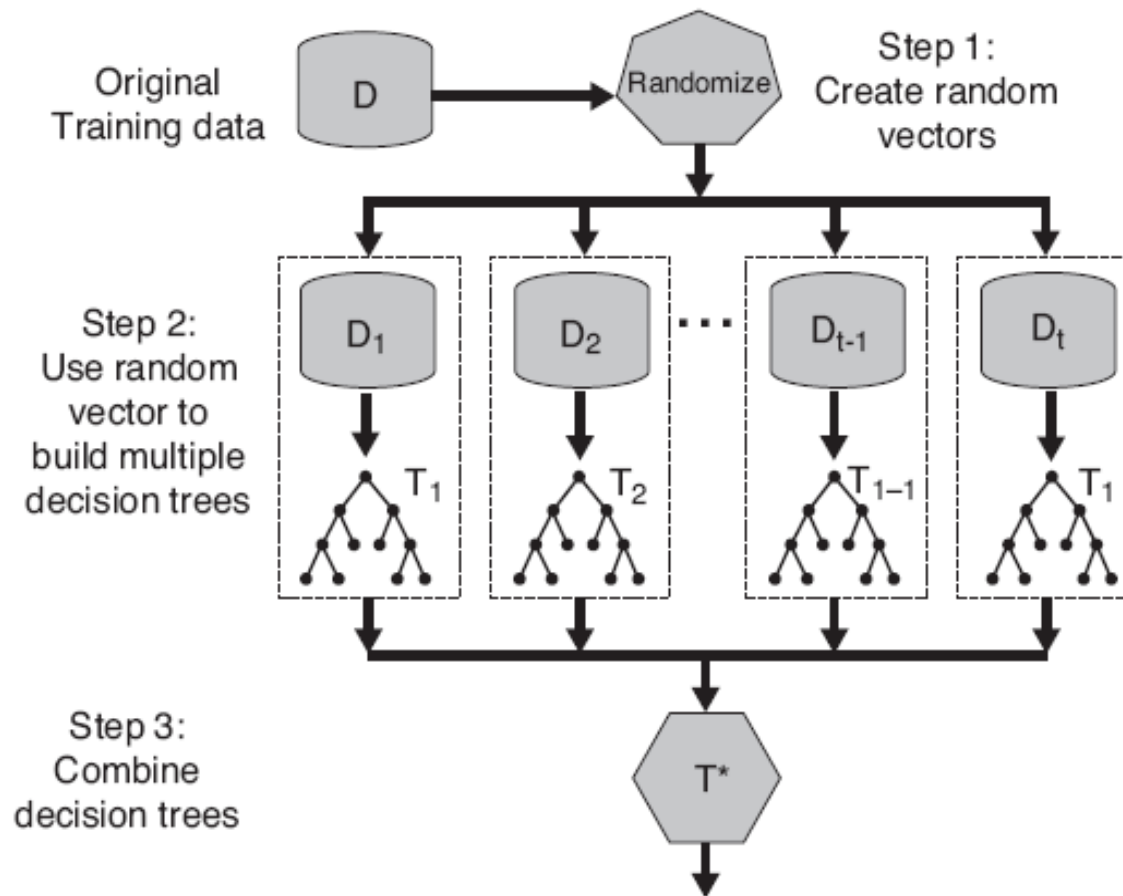 Original
Training data
D
Randomize
Step 1:
Create random
vectors
Step 2:
Use random
vector to
build multiple
decision trees
D₁
D₂
...
Dₜ₋₁
Dₜ
T₁
T₂
T₁₋₁
T₁
Step 3:
Combine
decision trees
T*